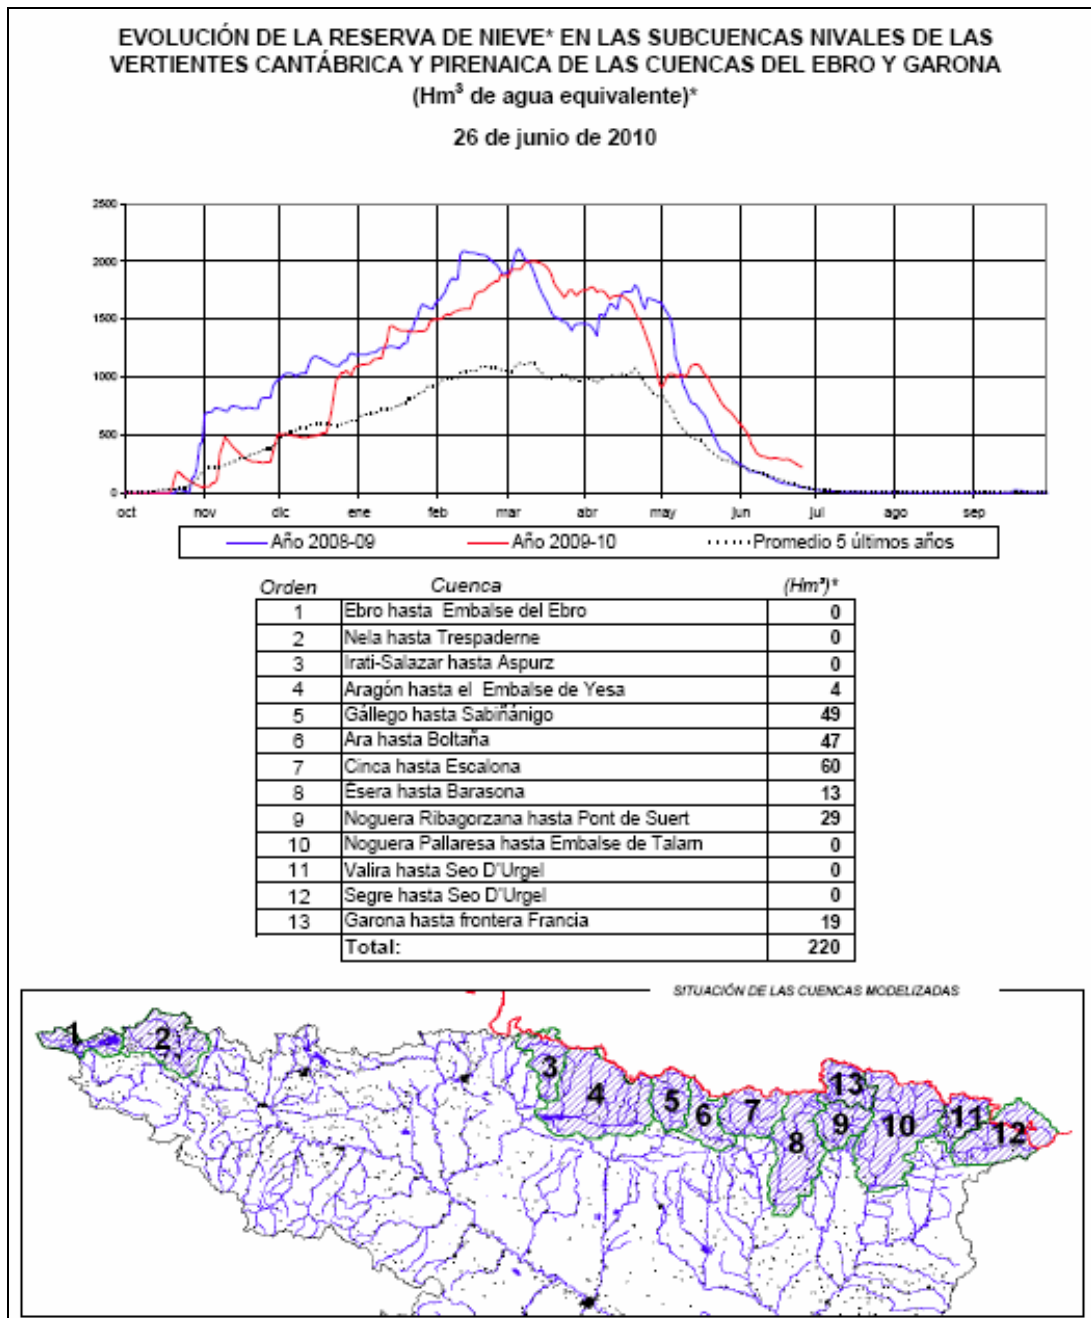 EVOLUCIÓN DE LA RESERVA DE NIEVE* EN LAS SUBCUENCAS NIVALES DE LAS
VERTIENTES CANTÁBRICA Y PIRENAICA DE LAS CUENCAS DEL EBRO Y GARONA
(Hm³ de agua equivalente)*
26 de junio de 2010
2500
2000
1500
1000
500
0
oct nov dic ene feb mar abr may jun jul ago sep
Año 2008-09 Año 2009-10 Promedio 5 últimos años
Orden Cuenca (Hm³)*
1 Ebro hasta Embalse del Ebro 0
2 Nela hasta Trespaderne 0
3 Irati-Salazar hasta Aspurz 0
4 Aragón hasta el Embalse de Yesa 4
5 Gállego hasta Sabiñánigo 49
6 Ara hasta Boltaña 47
7 Cinca hasta Escalona 60
8 Ésera hasta Barasona 13
9 Noguera Ribagorzana hasta Pont de Suert 29
10 Noguera Pallaresa hasta Embalse de Talarn 0
11 Valira hasta Seo D'Urgel 0
12 Segre hasta Seo D'Urgel 0
13 Garona hasta frontera Francia 19
Total: 220
SITUACIÓN DE LAS CUENCAS MODELIZADAS
1 2 3 4 5 6 7 8 9 10 11 12 13